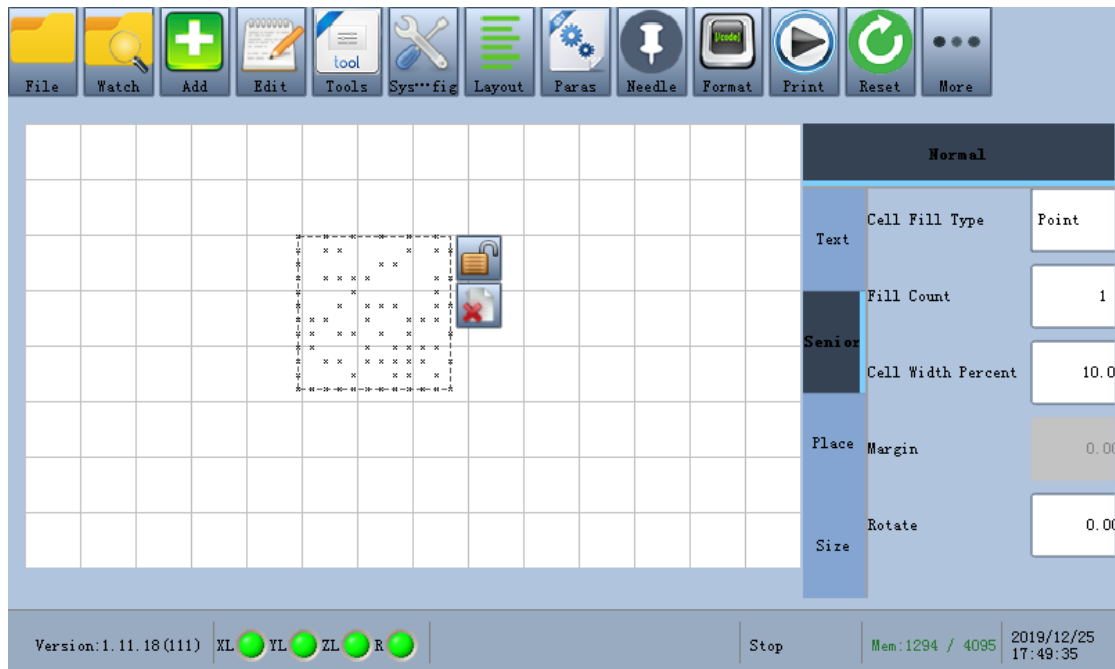 File Watch Add Edit Tools Sys···fig Layout Paras Needle Format Print Reset More
tool
[/code]
Normal
Text
Senior
Place
Size
Cell Fill Type Point
Fill Count 1
Cell Width Percent 10.0
Margin 0.00
Rotate 0.00
Version:1.11.18(111) XL YL ZL R Stop Mem:1294 / 4095 2019/12/25
17:49:35